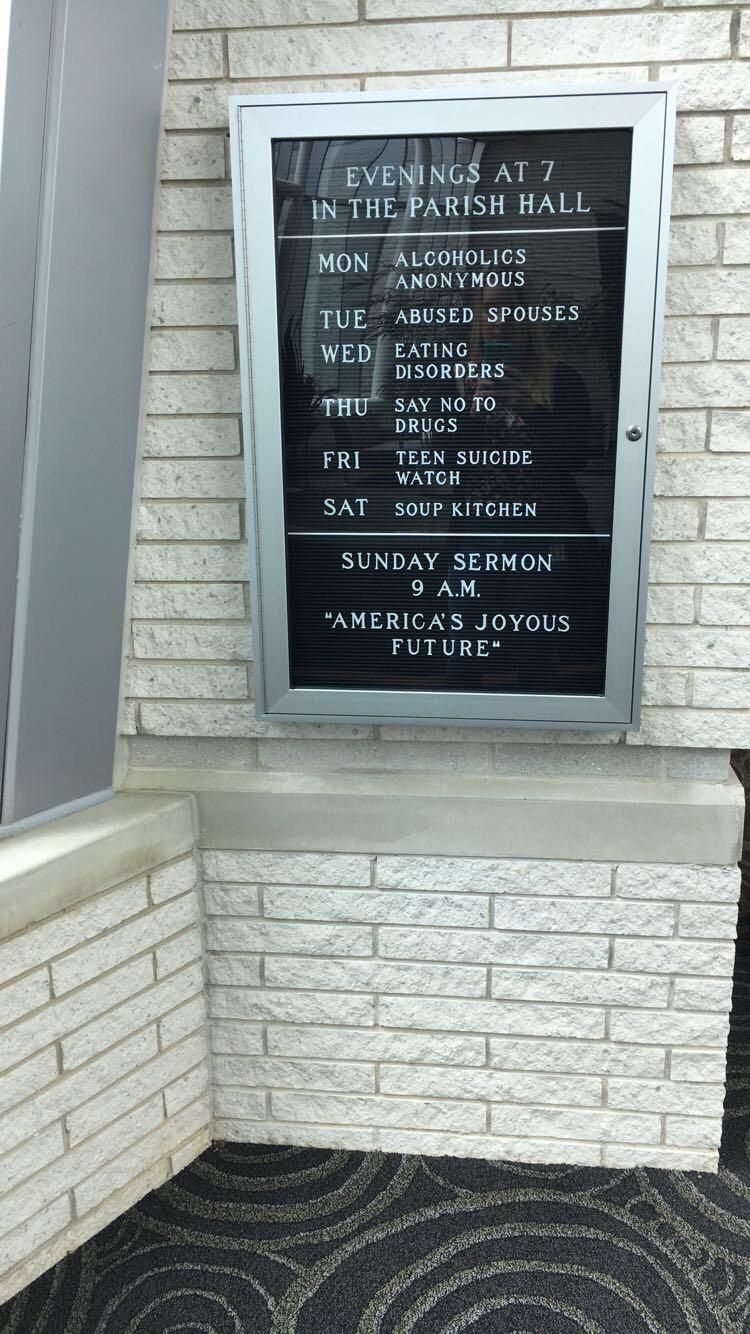 EVENINGS AT 7
IN THE PARISH HALL
MON ALCOHOLICS
ANONYMOUS
TUE ABUSED SPOUSES
WED EATING
DISORDERS
THU SAY NO TO
DRUGS
FRI TEEN SUICIDE
WATCH
SAT SOUP KITCHEN
SUNDAY SERMON
9 A.M.
"AMERICA'S JOYOUS
FUTURE"